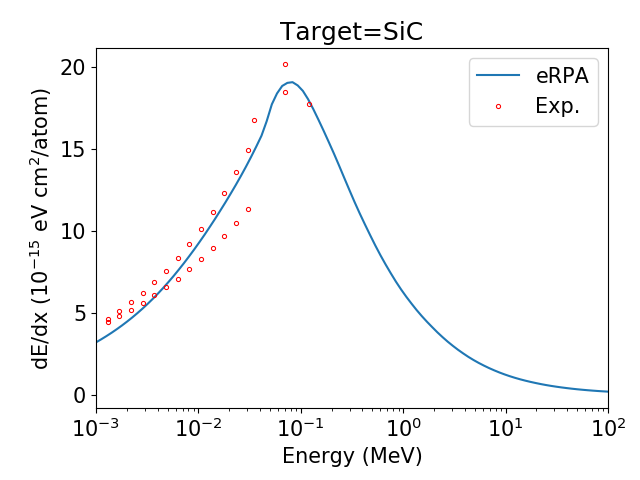 Target=SiC
eRPA
Exp.
dE/dx (10⁻¹⁵ eV cm²/atom)
20
15
10
5
0
10⁻³ 10⁻² 10⁻¹ 10⁰ 10¹ 10²
Energy (MeV)